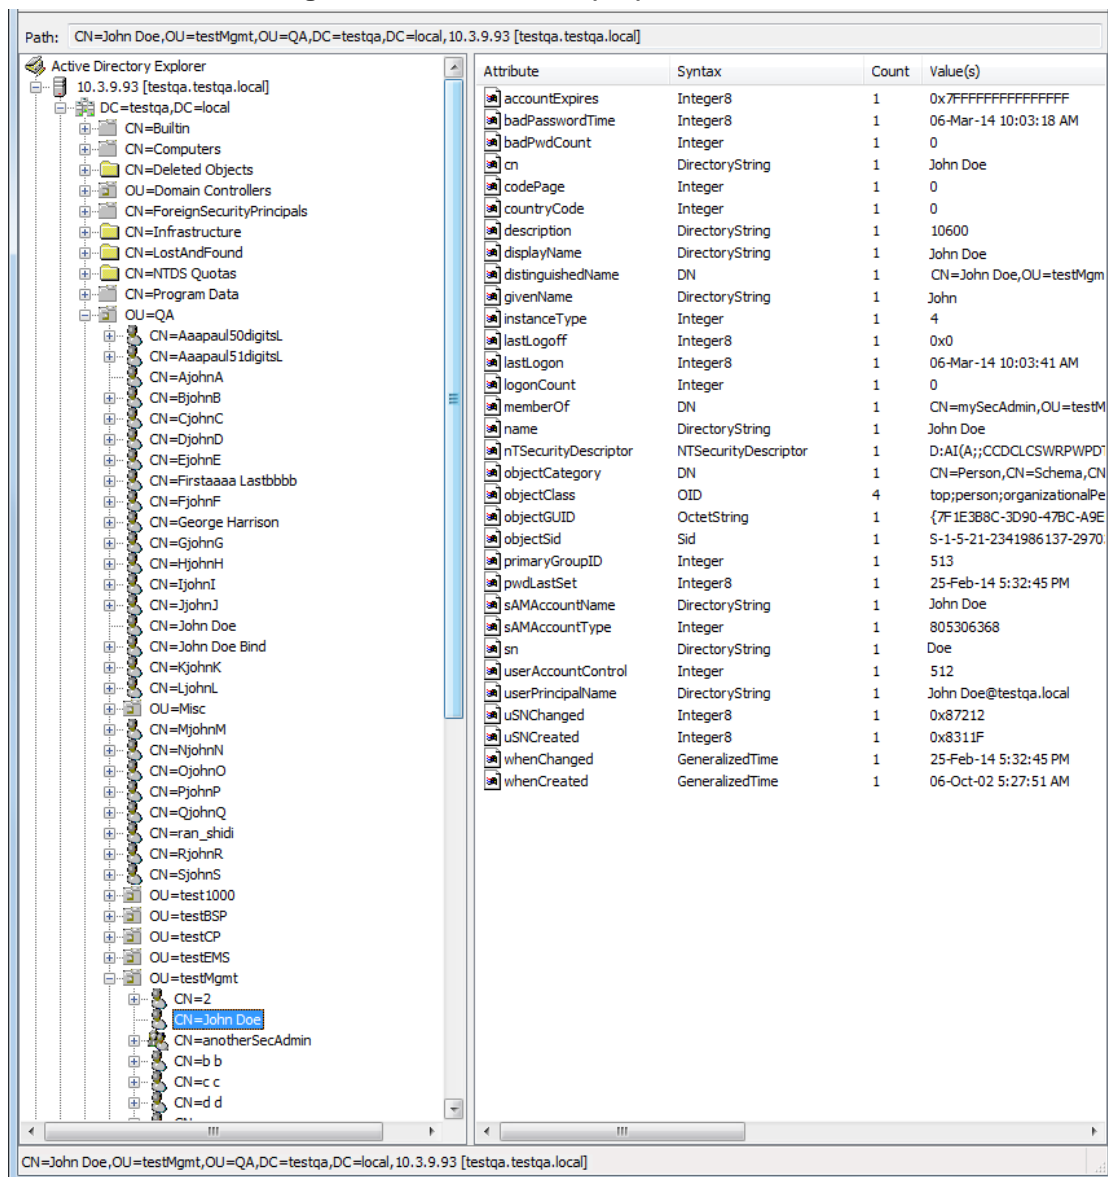 Path: CN=John Doe,OU=testMgmt,OU=QA,DC=testqa,DC=local,10.3.9.93 [testqa.testqa.local]
Active Directory Explorer
10.3.9.93 [testqa.testqa.local]
DC=testqa,DC=local
CN=Builtin
CN=Computers
CN=Deleted Objects
OU=Domain Controllers
CN=ForeignSecurityPrincipals
CN=Infrastructure
CN=LostAndFound
CN=NTDS Quotas
CN=Program Data
OU=QA
CN=Aaapaul50digitsL
CN=Aaapaul51digitsL
CN=AjohnA
CN=BjohnB
CN=CjohnC
CN=DjohnD
CN=EjohnE
CN=Firstaaaa Lastbbbb
CN=FjohnF
CN=George Harrison
CN=GjohnG
CN=HjohnH
CN=IjohnI
CN=JjohnJ
CN=John Doe
CN=John Doe Bind
CN=KjohnK
CN=LjohnL
OU=Misc
CN=MjohnM
CN=NjohnN
CN=OjohnO
CN=PjohnP
CN=QjohnQ
CN=ran_shidi
CN=RjohnR
CN=SjohnS
OU=test1000
OU=testBSP
OU=testCP
OU=testEMS
OU=testMgmt
CN=2
CN=John Doe
CN=anotherSecAdmin
CN=b b
CN=c c
CN=d d
Attribute Syntax Count Value(s)
accountExpires Integer8 1 0x7FFFFFFFFFFFFFFF
badPasswordTime Integer8 1 06-Mar-14 10:03:18 AM
badPwdCount Integer 1 0
cn DirectoryString 1 John Doe
codePage Integer 1 0
countryCode Integer 1 0
description DirectoryString 1 10600
displayName DirectoryString 1 John Doe
distinguishedName DN 1 CN=John Doe,OU=testMgm
givenName DirectoryString 1 John
instanceType Integer 1 4
lastLogoff Integer8 1 0x0
lastLogon Integer8 1 06-Mar-14 10:03:41 AM
logonCount Integer 1 0
memberOf DN 1 CN=mySecAdmin,OU=testM
name DirectoryString 1 John Doe
nTSecurityDescriptor NTSecurityDescriptor 1 D:AI(A;;CCDCLCSWRPWPDT
objectCategory DN 1 CN=Person,CN=Schema,CN
objectClass OID 4 top;person;organizationalPe
objectGUID OctetString 1 {7F1E3B8C-3D90-47BC-A9E
objectSid Sid 1 S-1-5-21-2341986137-2970
primaryGroupID Integer 1 513
pwdLastSet Integer8 1 25-Feb-14 5:32:45 PM
sAMAccountName DirectoryString 1 John Doe
sAMAccountType Integer 1 805306368
sn DirectoryString 1 Doe
userAccountControl Integer 1 512
userPrincipalName DirectoryString 1 John Doe@testqa.local
uSNChanged Integer8 1 0x87212
uSNCreated Integer8 1 0x8311F
whenChanged GeneralizedTime 1 25-Feb-14 5:32:45 PM
whenCreated GeneralizedTime 1 06-Oct-02 5:27:51 AM
CN=John Doe,OU=testMgmt,OU=QA,DC=testqa,DC=local,10.3.9.93 [testqa.testqa.local]